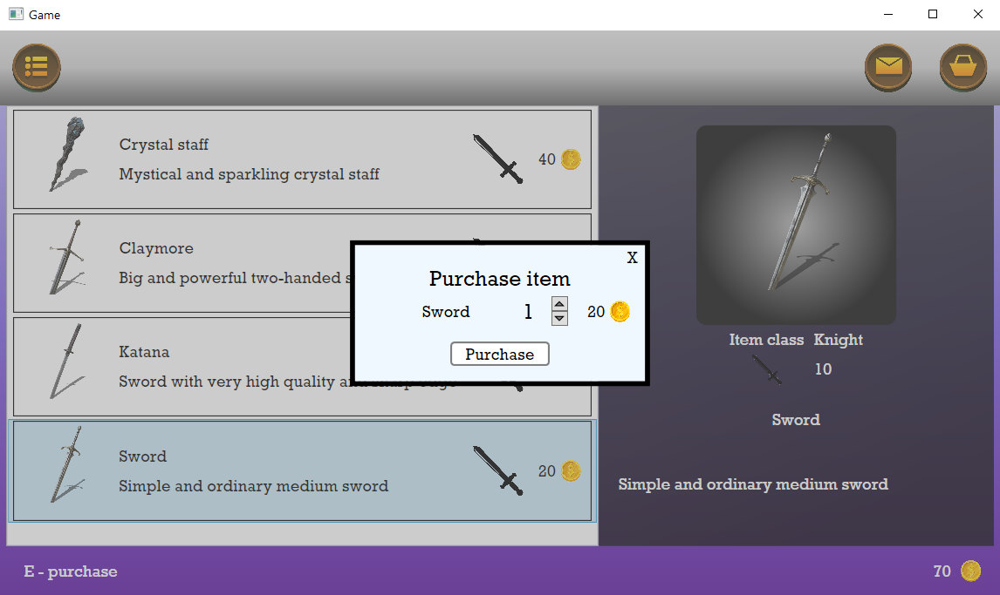 Game
Crystal staff
Mystical and sparkling crystal staff
40
Claymore
Big and powerful two-handed
Katana
Sword with very high quality
Sword
Simple and ordinary medium sword
20
X
Purchase item
Sword 1 20
Purchase
Item class Knight
10
Sword
Simple and ordinary medium sword
E - purchase
70